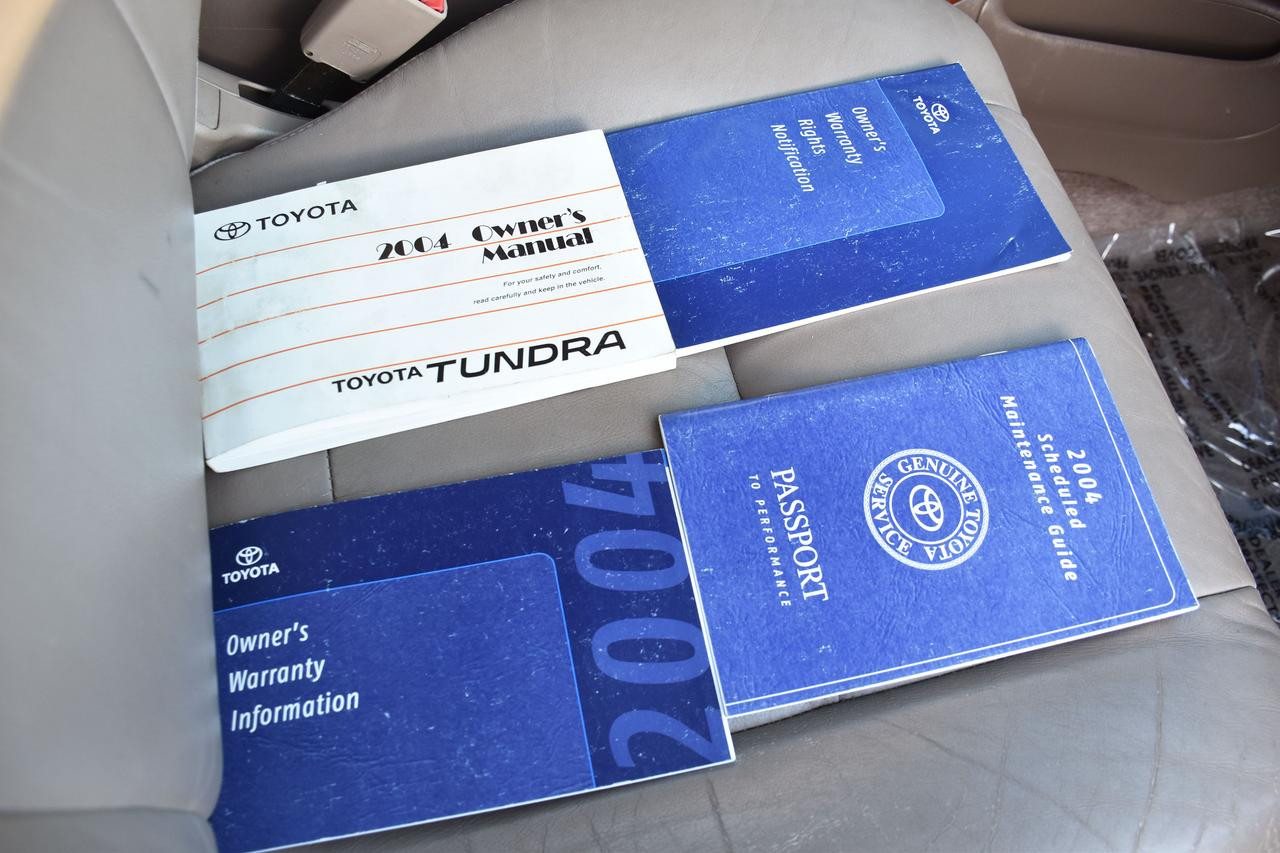 TOYOTA
2004 Owner's
Manual
For your safety and comfort,
read carefully and keep in the vehicle.
TOYOTA TUNDRA
TOYOTA
Owner's
Warranty
Rights
Notification
TOYOTA
Owner's
Warranty
Information
2004
2004
Scheduled
Maintenance Guide
GENUINE TOYOTA SERVICE
PASSPORT
TO PERFORMANCE